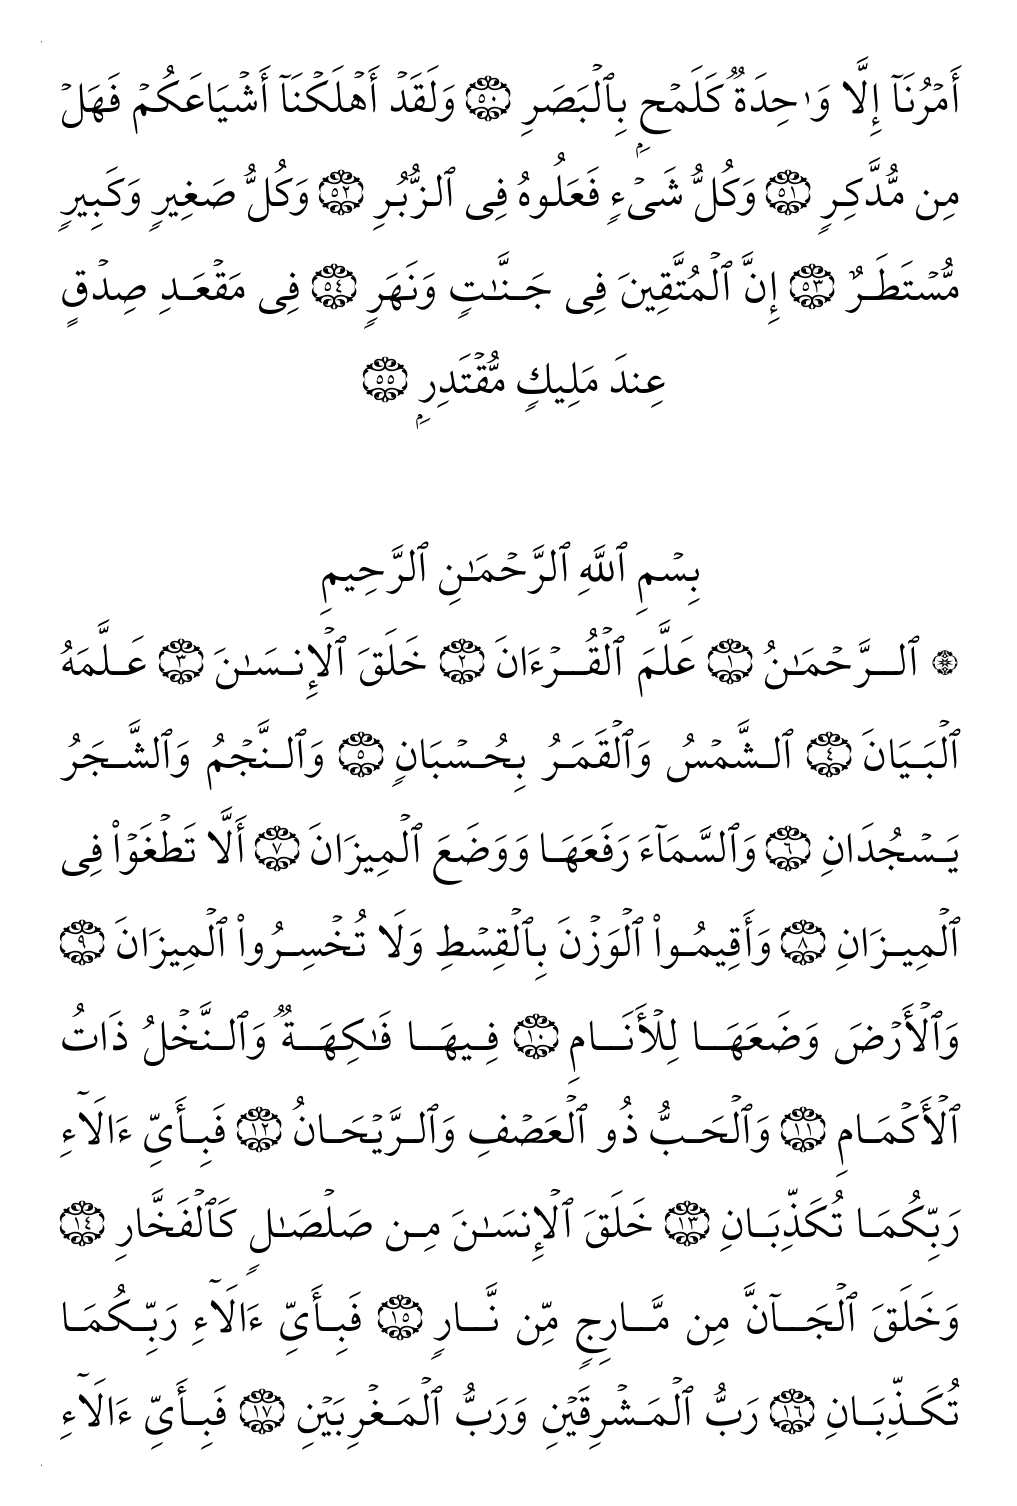 أَمۡرُنَآ إِلَّا وَٰحِدَةٞ كَلَمۡحِۭ بِٱلۡبَصَرِ ٥٠ وَلَقَدۡ أَهۡلَكۡنَآ أَشۡيَاعَكُمۡ فَهَلۡ
مِن مُّدَّكِرٖ ٥١ وَكُلُّ شَيۡءٖ فَعَلُوهُ فِي ٱلزُّبُرِ ٥٢ وَكُلُّ صَغِيرٖ وَكَبِيرٖ
مُّسۡتَطَرٌ ٥٣ إِنَّ ٱلۡمُتَّقِينَ فِي جَنَّٰتٖ وَنَهَرٖ ٥٤ فِي مَقۡعَدِ صِدۡقٍ
عِندَ مَلِيكٖ مُّقۡتَدِرِۭ ٥٥
بِسۡمِ ٱللَّهِ ٱلرَّحۡمَٰنِ ٱلرَّحِيمِ
۞ ٱلرَّحۡمَٰنُ ١ عَلَّمَ ٱلۡقُرۡءَانَ ٢ خَلَقَ ٱلۡإِنسَٰنَ ٣ عَلَّمَهُ
ٱلۡبَيَانَ ٤ ٱلشَّمۡسُ وَٱلۡقَمَرُ بِحُسۡبَانٖ ٥ وَٱلنَّجۡمُ وَٱلشَّجَرُ
يَسۡجُدَانِ ٦ وَٱلسَّمَآءَ رَفَعَهَا وَوَضَعَ ٱلۡمِيزَانَ ٧ أَلَّا تَطۡغَوۡاْ فِي
ٱلۡمِيزَانِ ٨ وَأَقِيمُواْ ٱلۡوَزۡنَ بِٱلۡقِسۡطِ وَلَا تُخۡسِرُواْ ٱلۡمِيزَانَ ٩
وَٱلۡأَرۡضَ وَضَعَهَا لِلۡأَنَامِ ١٠ فِيهَا فَٰكِهَةٞ وَٱلنَّخۡلُ ذَاتُ
ٱلۡأَكۡمَامِ ١١ وَٱلۡحَبُّ ذُو ٱلۡعَصۡفِ وَٱلرَّيۡحَانُ ١٢ فَبِأَيِّ ءَالَآءِ
رَبِّكُمَا تُكَذِّبَانِ ١٣ خَلَقَ ٱلۡإِنسَٰنَ مِن صَلۡصَٰلٖ كَٱلۡفَخَّارِ ١٤
وَخَلَقَ ٱلۡجَآنَّ مِن مَّارِجٖ مِّن نَّارٖ ١٥ فَبِأَيِّ ءَالَآءِ رَبِّكُمَا
تُكَذِّبَانِ ١٦ رَبُّ ٱلۡمَشۡرِقَيۡنِ وَرَبُّ ٱلۡمَغۡرِبَيۡنِ ١٧ فَبِأَيِّ ءَالَآءِ